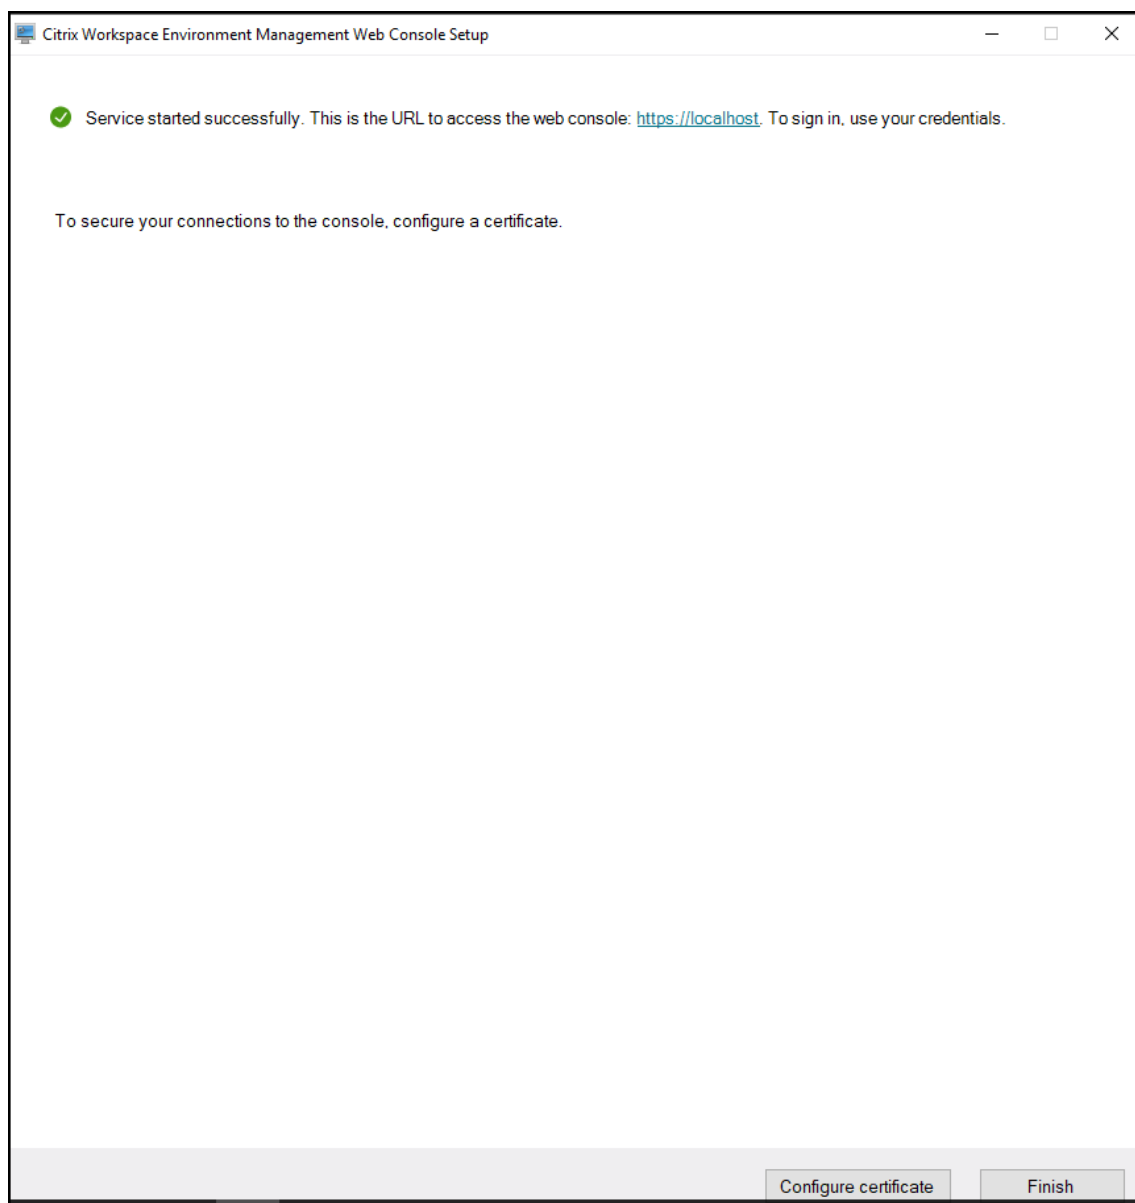 Citrix Workspace Environment Management Web Console Setup
Service started successfully. This is the URL to access the web console: https://localhost. To sign in, use your credentials.
To secure your connections to the console, configure a certificate.
Configure certificate
Finish